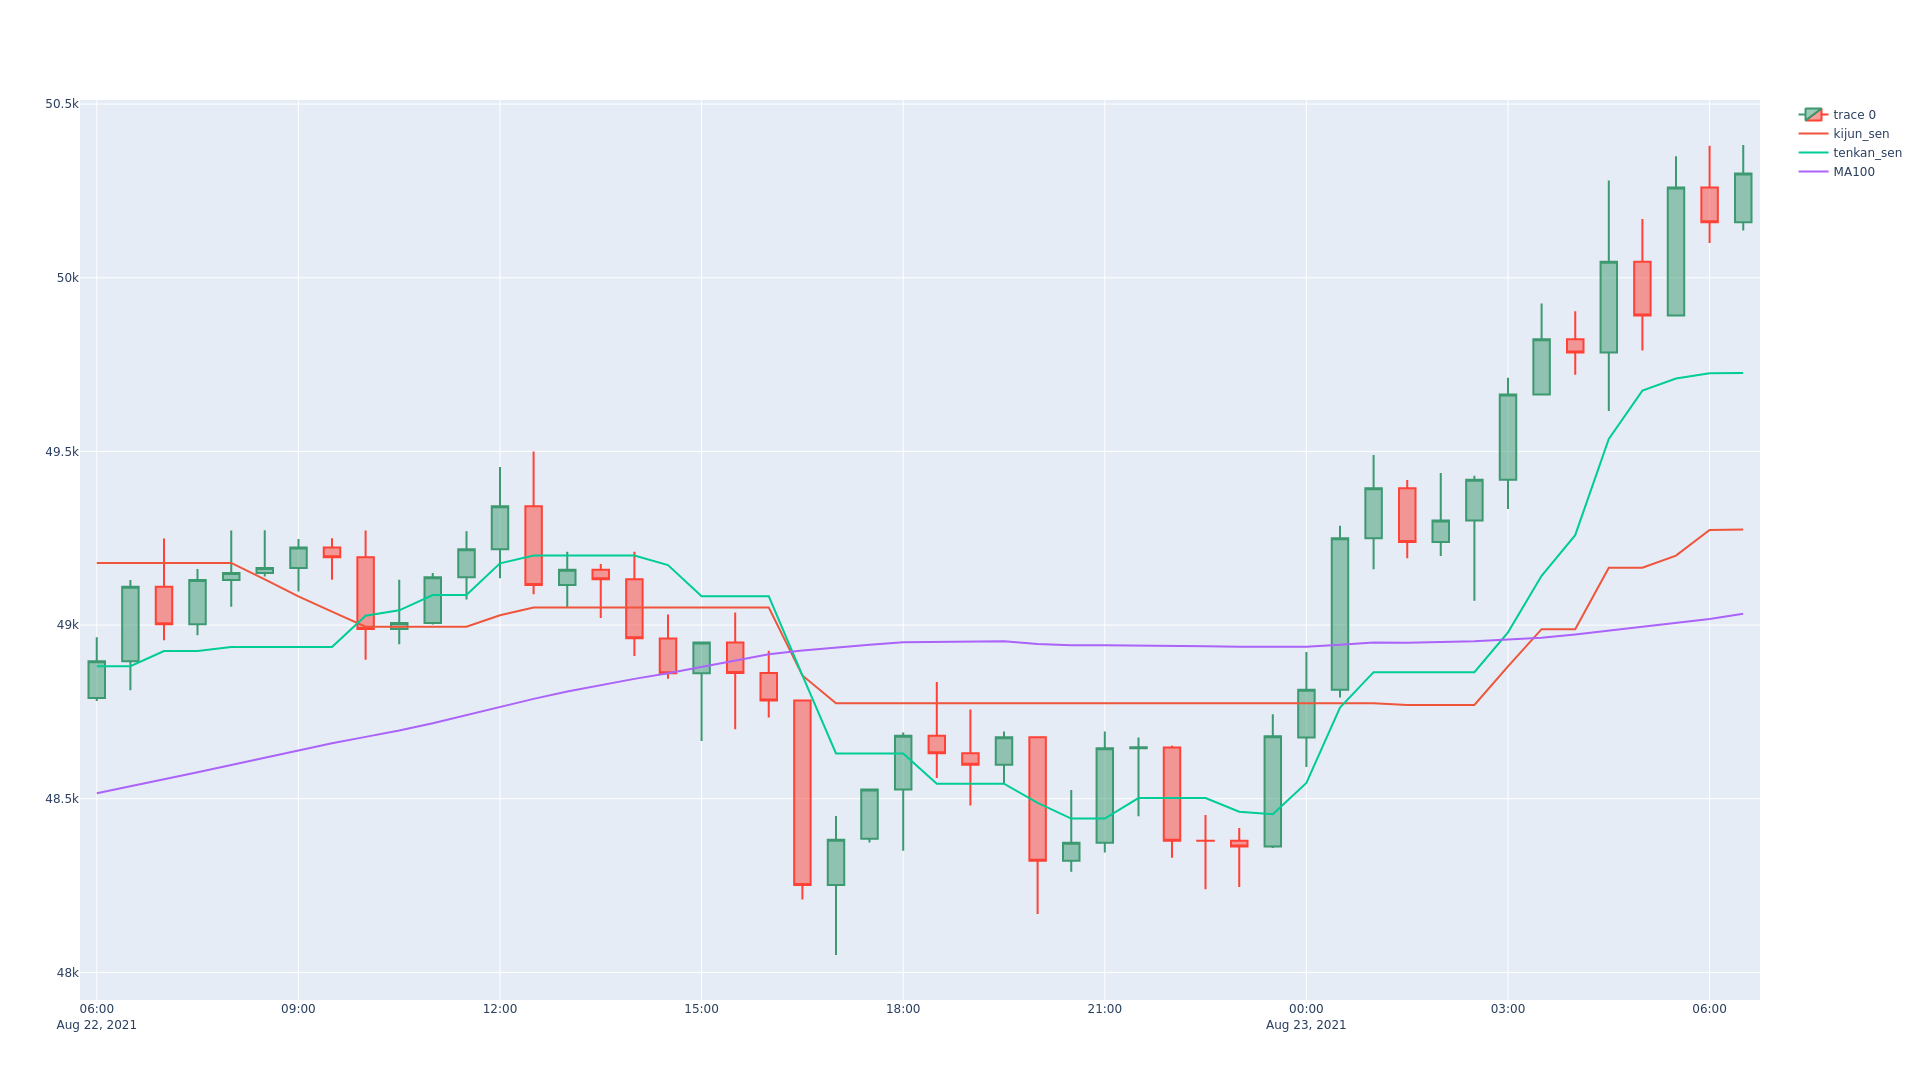 50.5k
50k
49.5k
49k
48.5k
48k
06:00
Aug 22, 2021
09:00
12:00
15:00
18:00
21:00
00:00
Aug 23, 2021
03:00
06:00
trace 0
kijun_sen
tenkan_sen
MA100